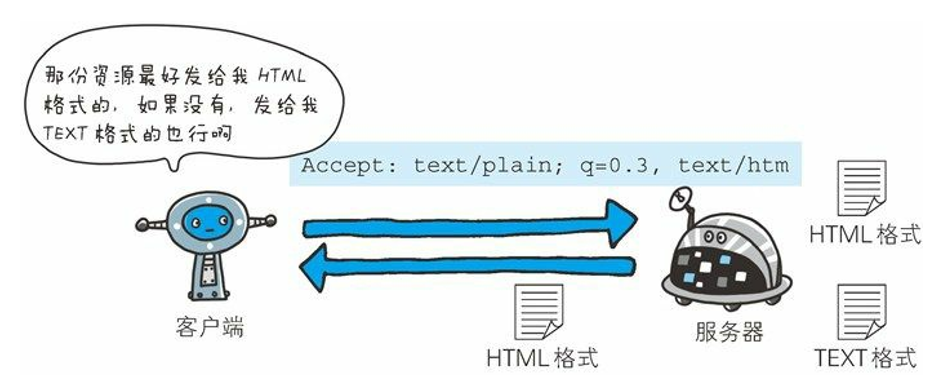 那份资源最好发给我 HTML
格式的，如果没有，发给我
TEXT 格式的也行啊
Accept: text/plain; q=0.3, text/htm
HTML 格式
客户端
服务器
HTML 格式
TEXT 格式